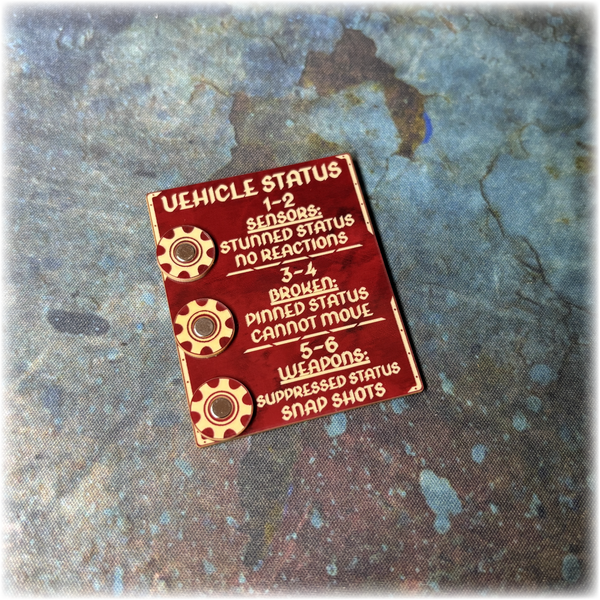 VEHICLE STATUS
1-2
SENSORS:
STUNNED STATUS
NO REACTIONS
3-4
BROKEN:
PINNED STATUS
CANNOT MOVE
5-6
WEAPONS:
SUPPRESSED STATUS
SNAP SHOTS